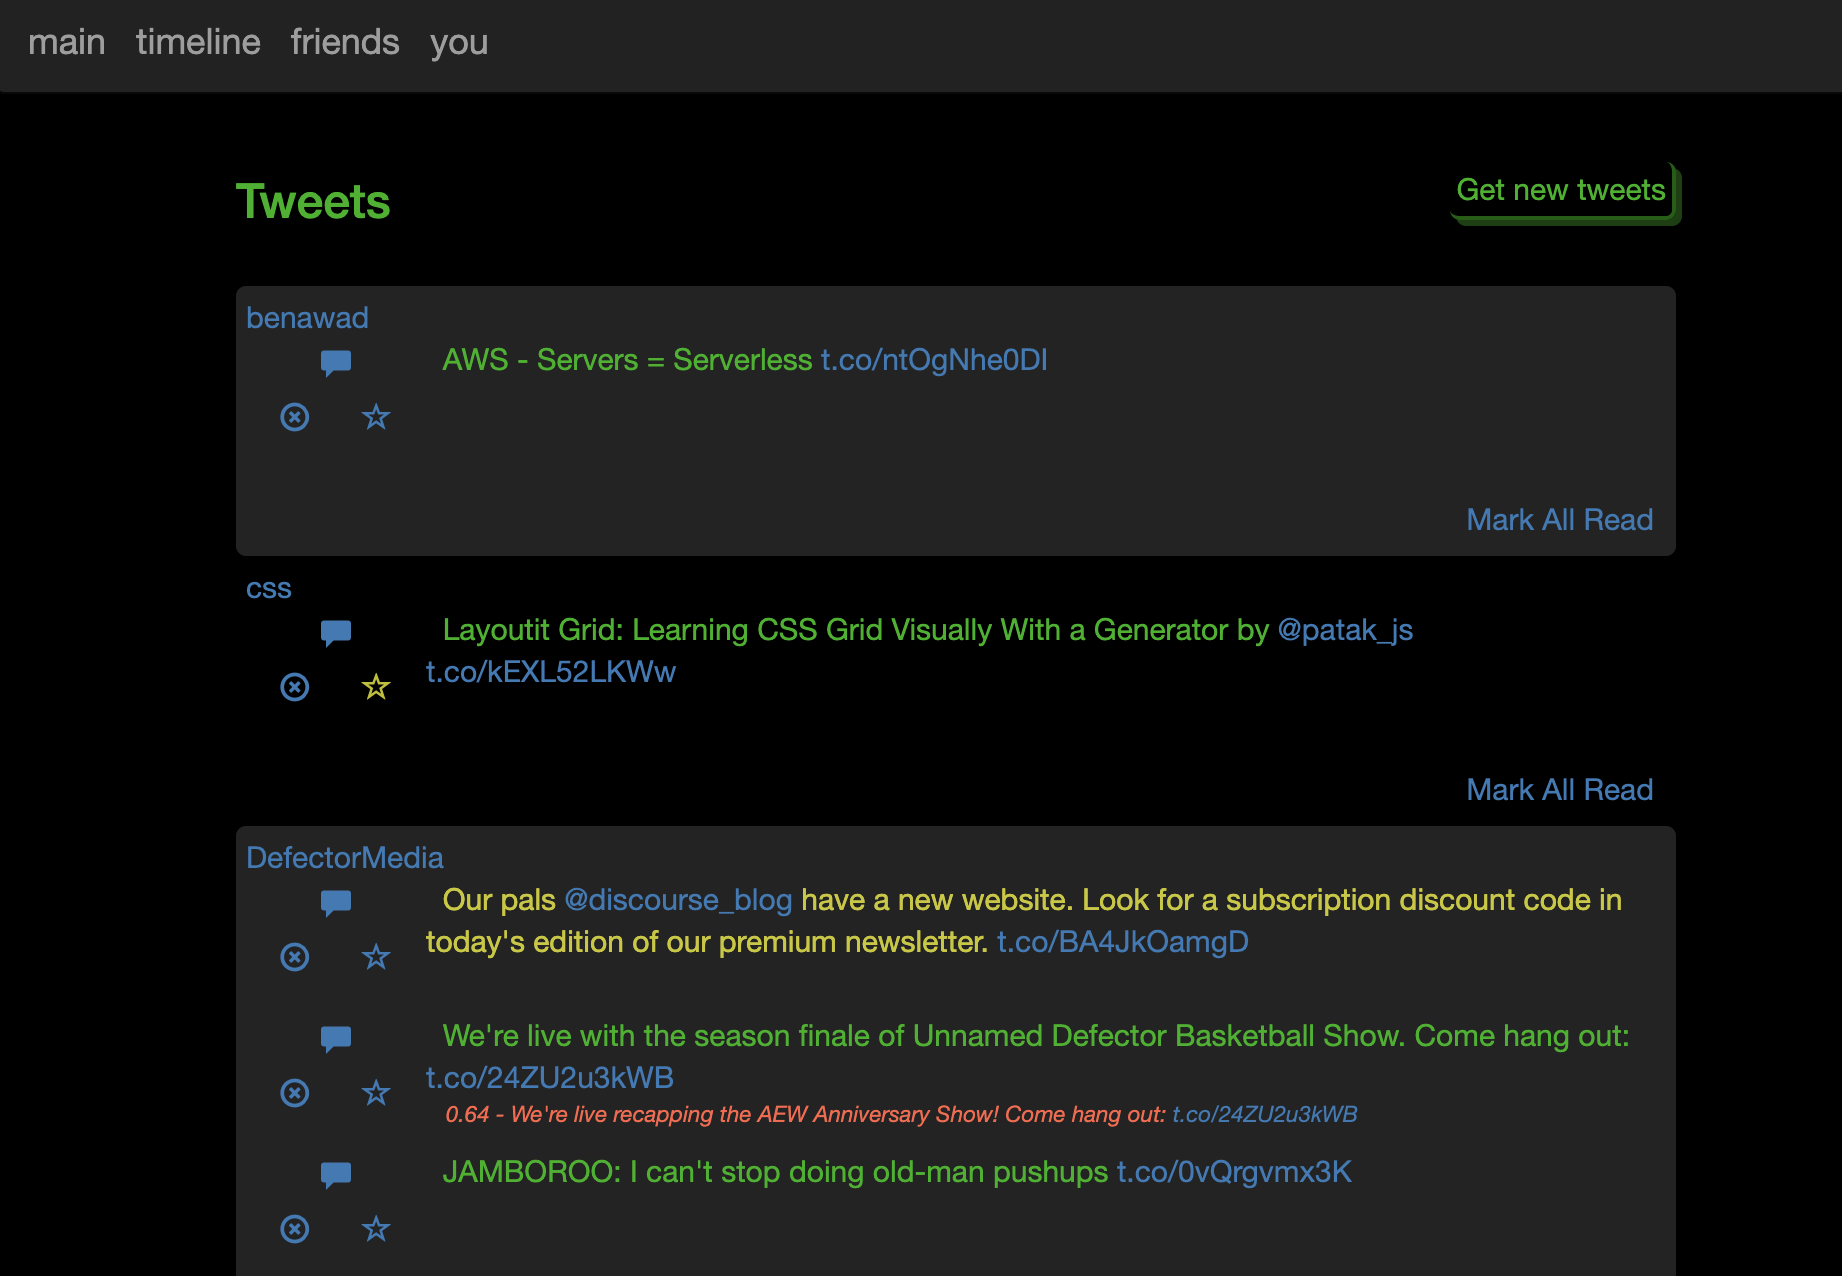 main timeline friends you
Tweets
Get new tweets
benawad
AWS - Servers = Serverless t.co/ntOgNhe0DI
Mark All Read
css
Layoutit Grid: Learning CSS Grid Visually With a Generator by @patak_js
t.co/kEXL52LKWw
Mark All Read
DefectorMedia
Our pals @discourse_blog have a new website. Look for a subscription discount code in
today's edition of our premium newsletter. t.co/BA4JkOamgD
We're live with the season finale of Unnamed Defector Basketball Show. Come hang out:
t.co/24ZU2u3kWB
0.64 - We're live recapping the AEW Anniversary Show! Come hang out: t.co/24ZU2u3kWB
JAMBOROO: I can't stop doing old-man pushups t.co/0vQrgvmx3K